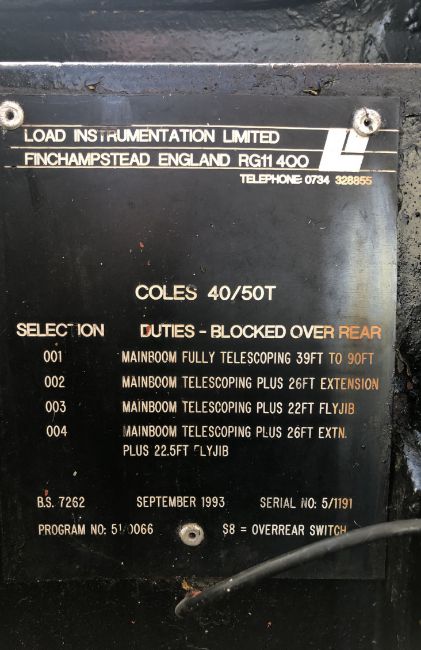 LOAD INSTRUMENTATION LIMITED
FINCHAMPSTEAD ENGLAND RG11 4OO
TELEPHONE: 0734 328855
COLES 40/50T
SELECTION DUTIES - BLOCKED OVER REAR
001 MAINBOOM FULLY TELESCOPING 39FT TO 90FT
002 MAINBOOM TELESCOPING PLUS 26FT EXTENSION
003 MAINBOOM TELESCOPING PLUS 22FT FLYJIB
004 MAINBOOM TELESCOPING PLUS 26FT EXTN.
PLUS 22.5FT FLYJIB
B.S. 7262 SEPTEMBER 1993 SERIAL NO: 5/1191
PROGRAM NO: 51/0066 S8 = OVERREAR SWITCH